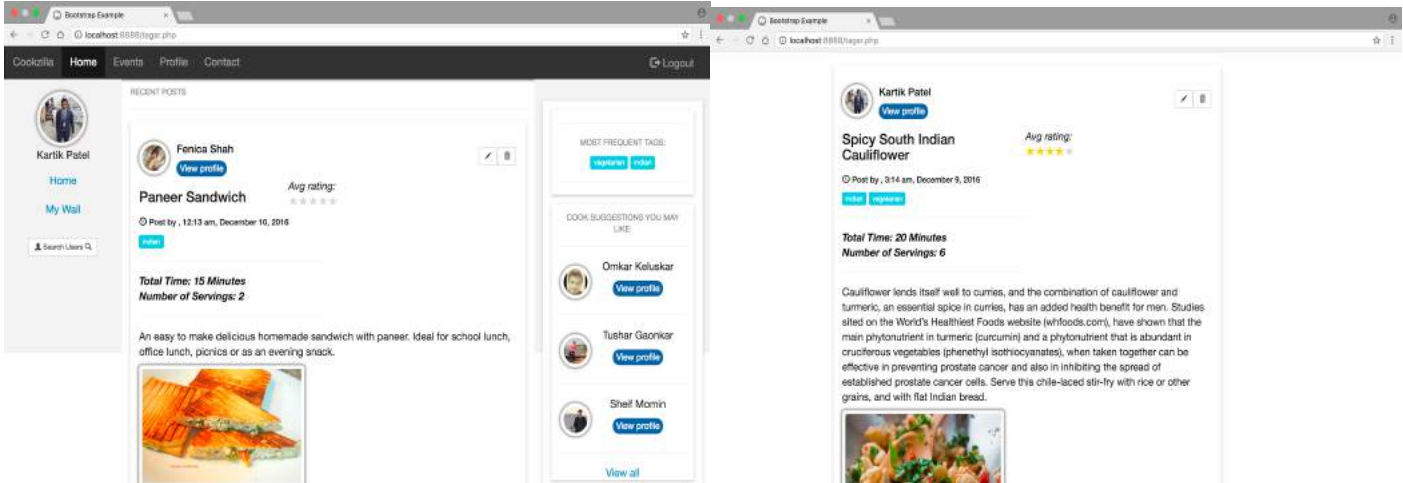 Bootstrap Example
localhost:8888/tager.php
Cookzilla Home Events Profile Contact Logout
Kartik Patel
Home
My Wall
Search Users
RECENT POSTS
Fenica Shah
View profile
Paneer Sandwich
Avg rating:
Post by , 12:13 am, December 10, 2016
indian
Total Time: 15 Minutes
Number of Servings: 2
An easy to make delicious homemade sandwich with paneer. Ideal for school lunch,
office lunch, picnics or as an evening snack.
MOST FREQUENT TAGS:
vegetarian indian
COOK SUGGESTIONS YOU MAY
LIKE
Omkar Keluskar
View profile
Tushar Gaonkar
View profile
Sheif Momin
View profile
View all
Bootstrap Example
localhost:8888/tager.php
Kartik Patel
View profile
Spicy South Indian
Cauliflower
Avg rating:
Post by , 3:14 am, December 9, 2016
indian vegetarian
Total Time: 20 Minutes
Number of Servings: 6
Cauliflower lends itself well to curries, and the combination of cauliflower and
turmeric, an essential spice in curries, has an added health benefit for men. Studies
sited on the World's Healthiest Foods website (whfoods.com), have shown that the
main phytonutrient in turmeric (curcumin) and a phytonutrient that is abundant in
cruciferous vegetables (phenethyl isothiocyanates), when taken together can be
effective in preventing prostate cancer and also in inhibiting the spread of
established prostate cancer cells. Serve this chile-laced stir-fry with rice or other
grains, and with flat Indian bread.